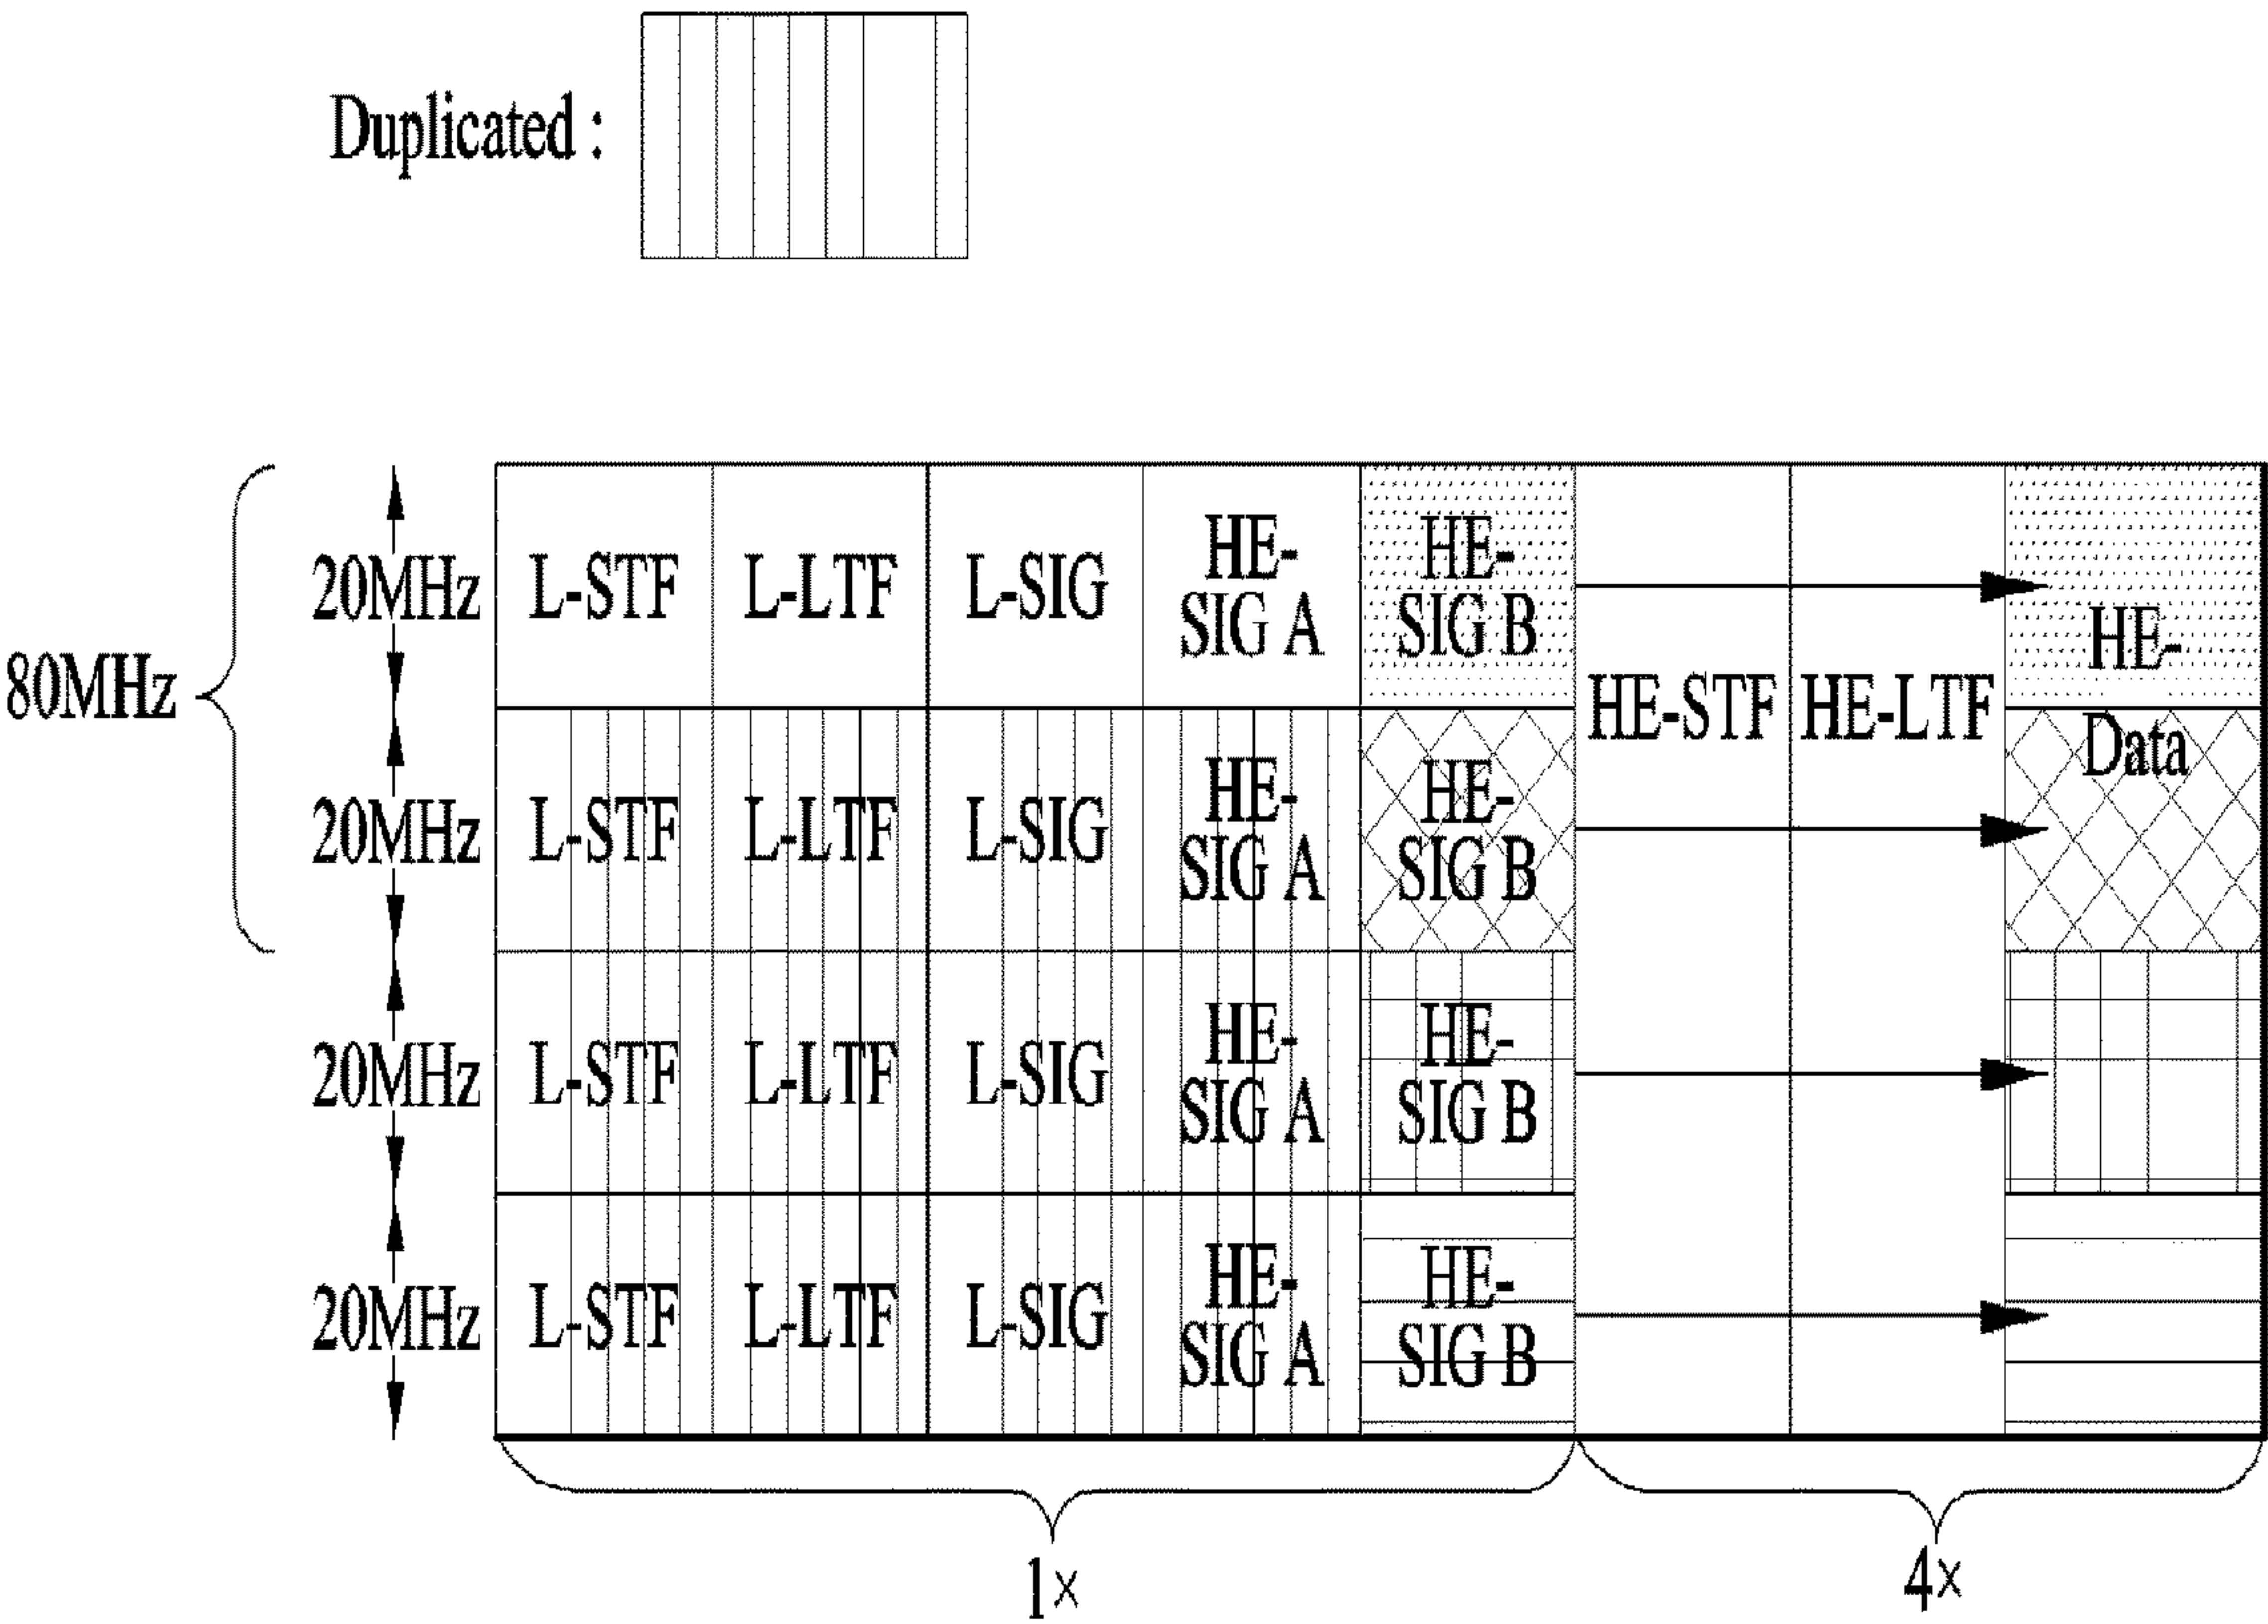 Duplicated :
80MHz
20MHz L-STF L-LTF L-SIG HE-
SIG A HE-
SIG B
HE-STF HE-LTF HE-
Data
20MHz L-STF L-LTF L-SIG HE-
SIG A HE-
SIG B
20MHz L-STF L-LTF L-SIG HE-
SIG A HE-
SIG B
20MHz L-STF L-LTF L-SIG HE-
SIG A HE-
SIG B
1× 4×